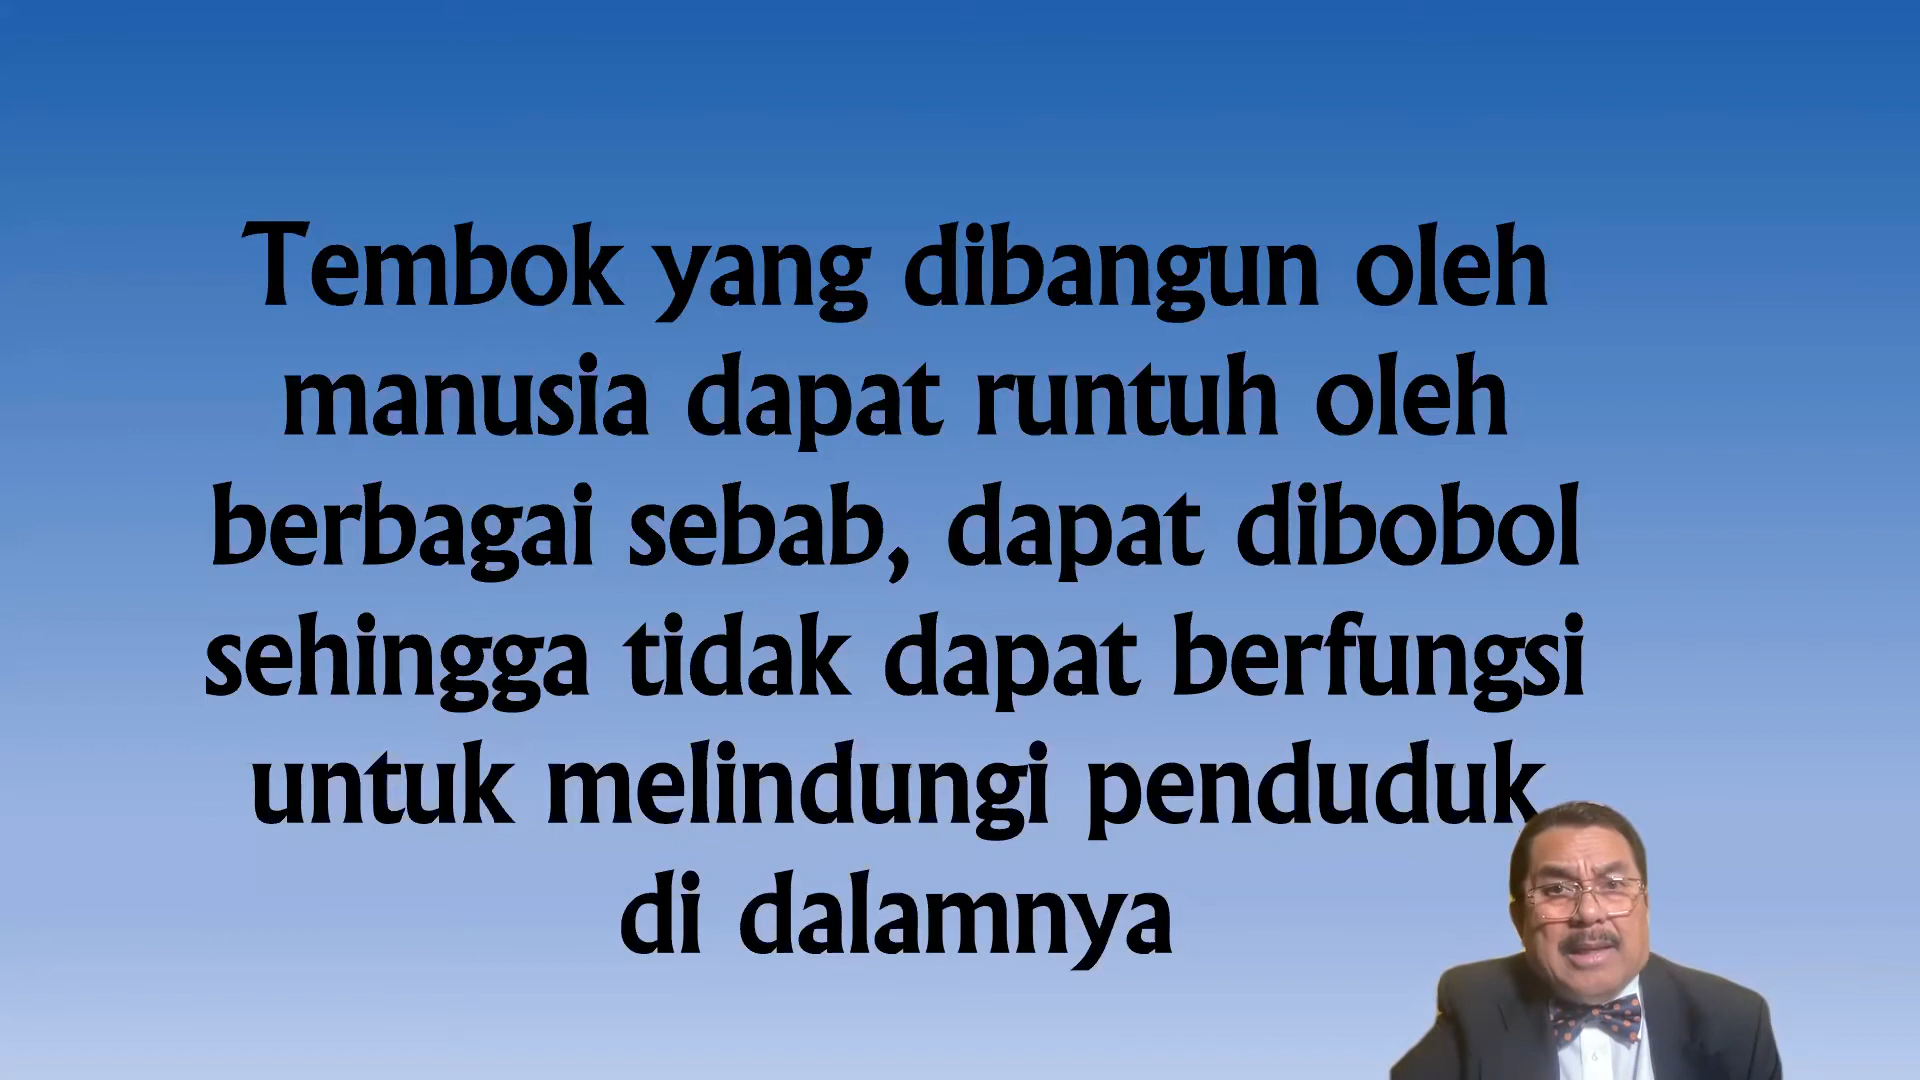 Tembok yang dibangun oleh
manusia dapat runtuh oleh
berbagai sebab, dapat dibobol
sehingga tidak dapat berfungsi
untuk melindungi penduduk
di dalamnya